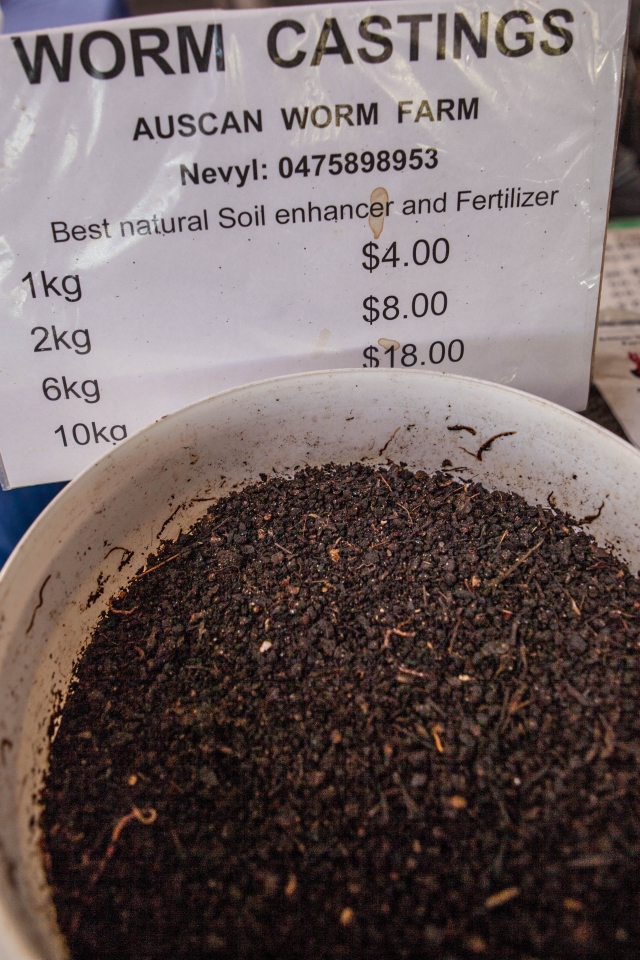 WORM CASTINGS
AUSCAN WORM FARM
Nevyl: 0475898953
Best natural Soil enhancer and Fertilizer
1kg $4.00
2kg $8.00
6kg $18.00
10kg